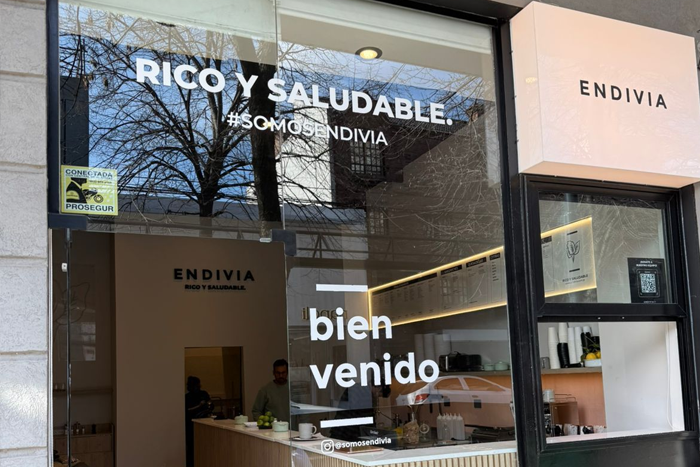 RICO Y SALUDABLE.
#SOMOSENDIVIA
ENDIVIA
CONECTADA
PROSEGUR
ENDIVIA
RICO Y SALUDABLE.
bien
venido
@somosendivia